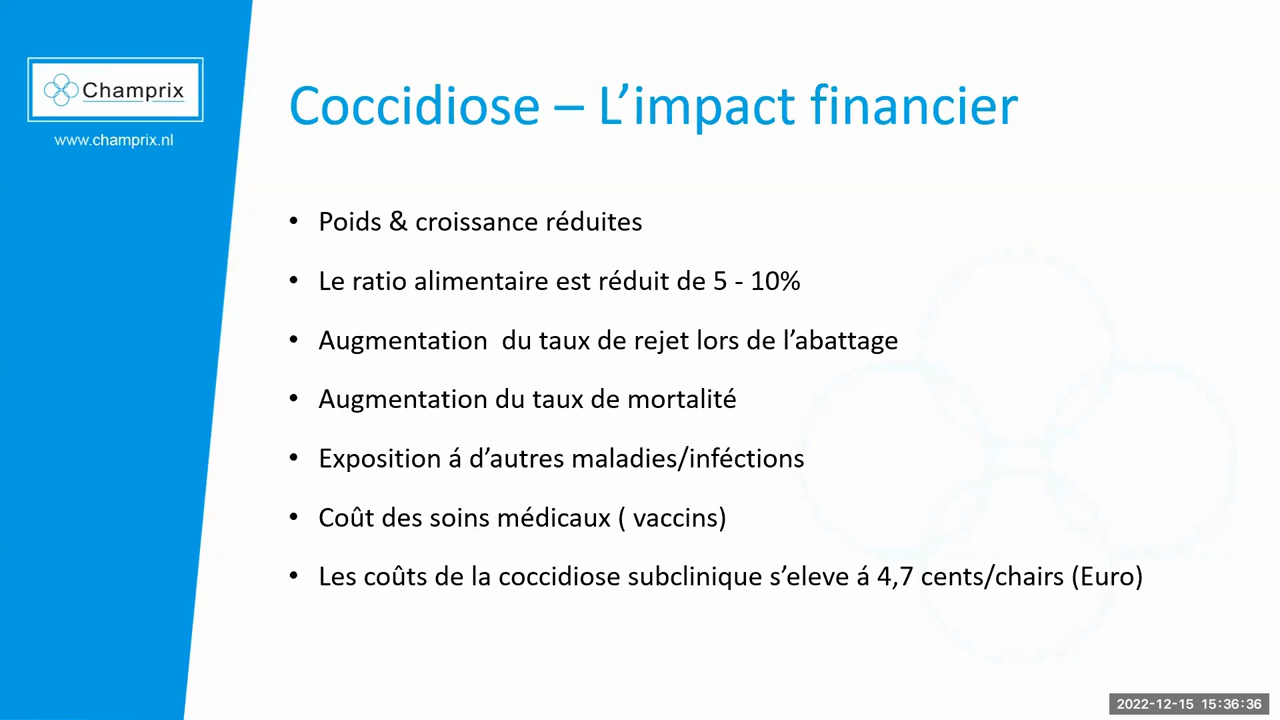 Champrix
www.champrix.nl
Coccidiose – L’impact financier
• Poids & croissance réduites
• Le ratio alimentaire est réduit de 5 - 10%
• Augmentation  du taux de rejet lors de l’abattage
• Augmentation du taux de mortalité
• Exposition á d’autres maladies/inféctions
• Coût des soins médicaux ( vaccins)
• Les coûts de la coccidiose subclinique s’eleve á 4,7 cents/chairs (Euro)
2022-12-15 15:36:36